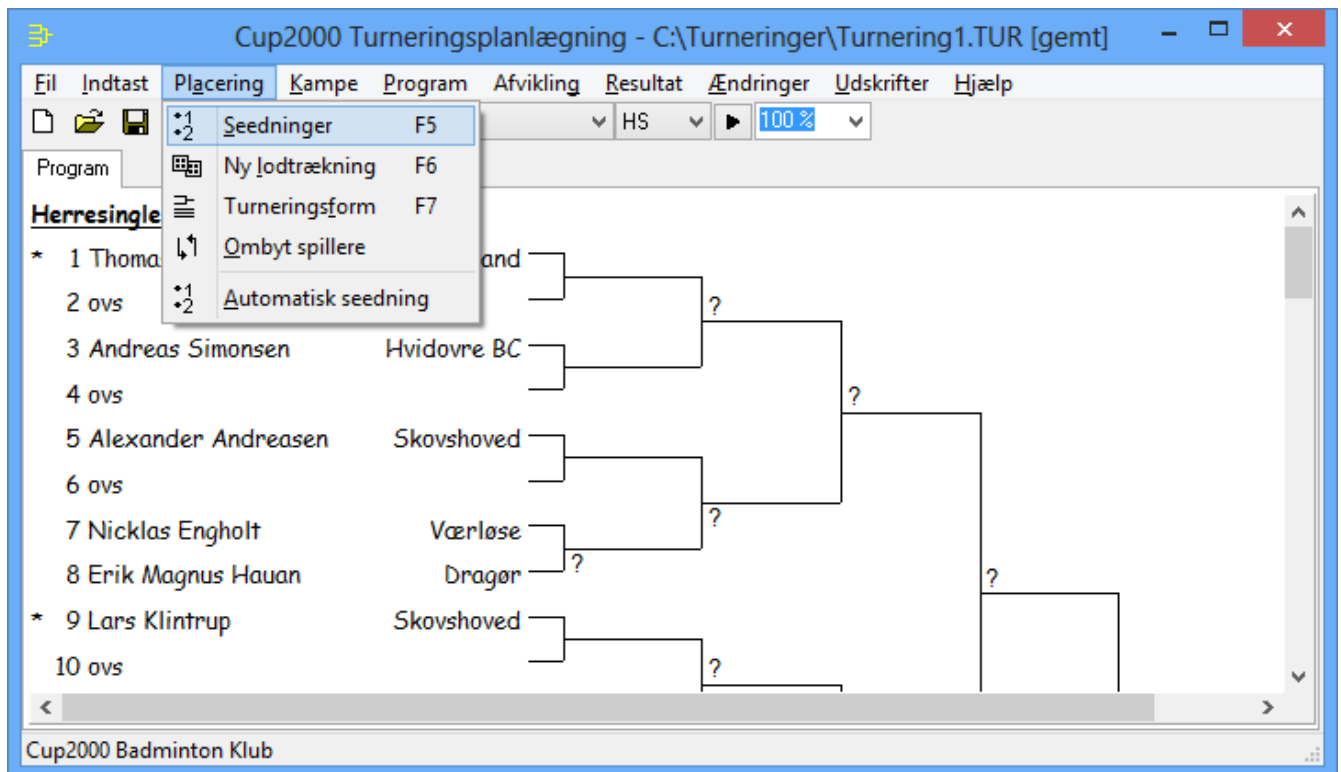 Cup2000 Turneringsplanlægning - C:\Turneringer\Turnering1.TUR [gemt]
Fil Indtast Placering Kampe Program Afvikling Resultat Ændringer Udskrifter Hjælp
HS 100 %
Program
Seedninger F5
Ny lodtrækning F6
Turneringsform F7
Ombyt spillere
Automatisk seedning
Herresingle
* 1 Thoma and
2 ovs ?
3 Andreas Simonsen Hvidovre BC
4 ovs ?
5 Alexander Andreasen Skovshoved
6 ovs
7 Nicklas Engholt Værløse ?
8 Erik Magnus Hauan Dragør ? ?
* 9 Lars Klintrup Skovshoved
10 ovs ?
Cup2000 Badminton Klub